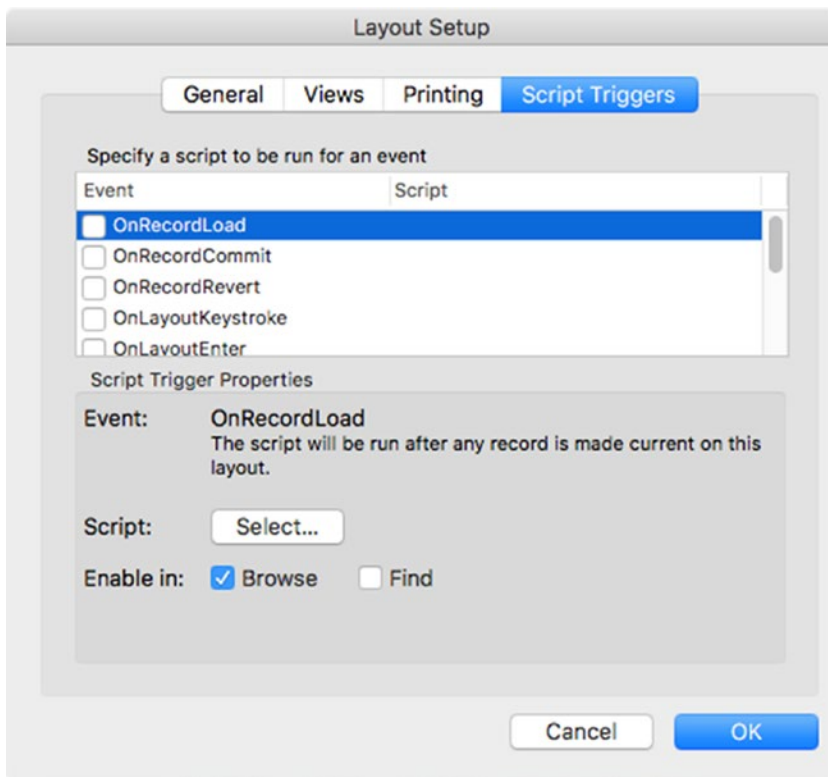 Layout Setup
General Views Printing Script Triggers
Specify a script to be run for an event
Event Script
OnRecordLoad
OnRecordCommit
OnRecordRevert
OnLayoutKeystroke
OnLayoutEnter
Script Trigger Properties
Event: OnRecordLoad
The script will be run after any record is made current on this
layout.
Script: Select...
Enable in: Browse Find
Cancel OK